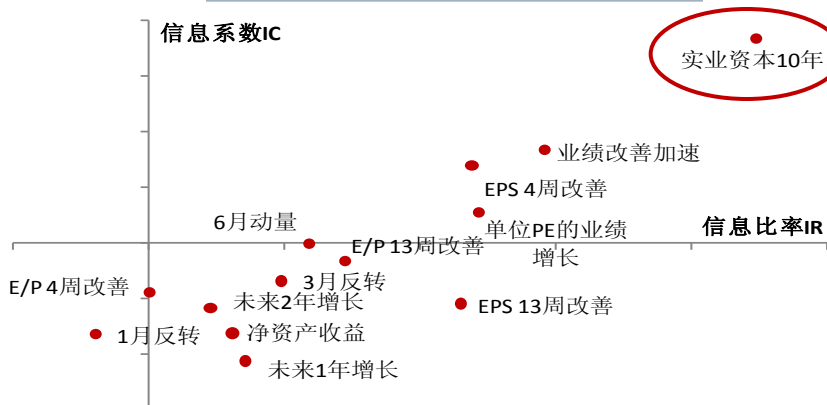 信息系数IC
实业资本10年
业绩改善加速
EPS 4周改善
6月动量
单位PE的业绩
增长
信息比率IR
E/P 13周改善
E/P 4周改善
3月反转
未来2年增长
EPS 13周改善
1月反转
净资产收益
未来1年增长